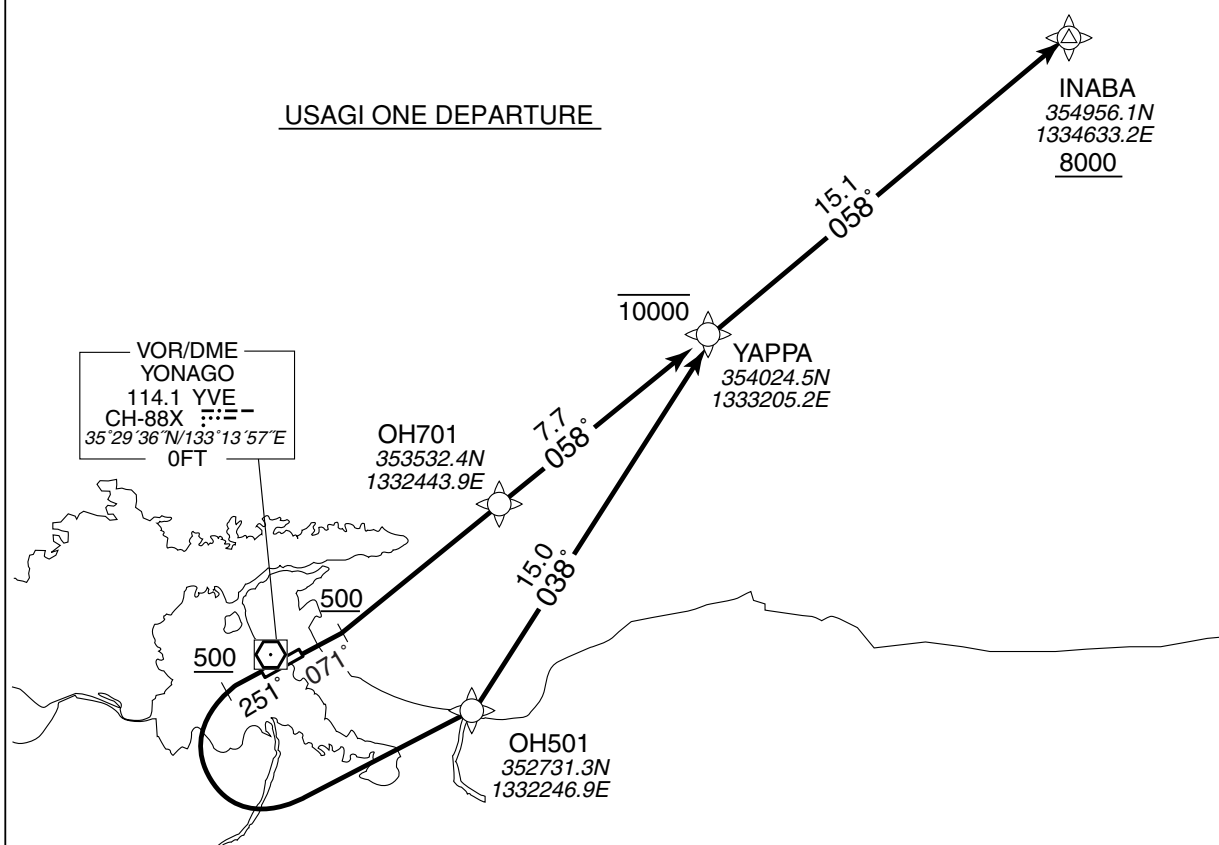 USAGI ONE DEPARTURE
INABA
354956.1N
1334633.2E
8000
15.1
058°
10000
YAPPA
354024.5N
1333205.2E
VOR/DME
YONAGO
114.1 YVE
CH-88X
35°29′36″N/133°13′57″E
0FT
OH701
353532.4N
1332443.9E
7.7
058°
15.0
038°
500
071°
500
251°
OH501
352731.3N
1332246.9E